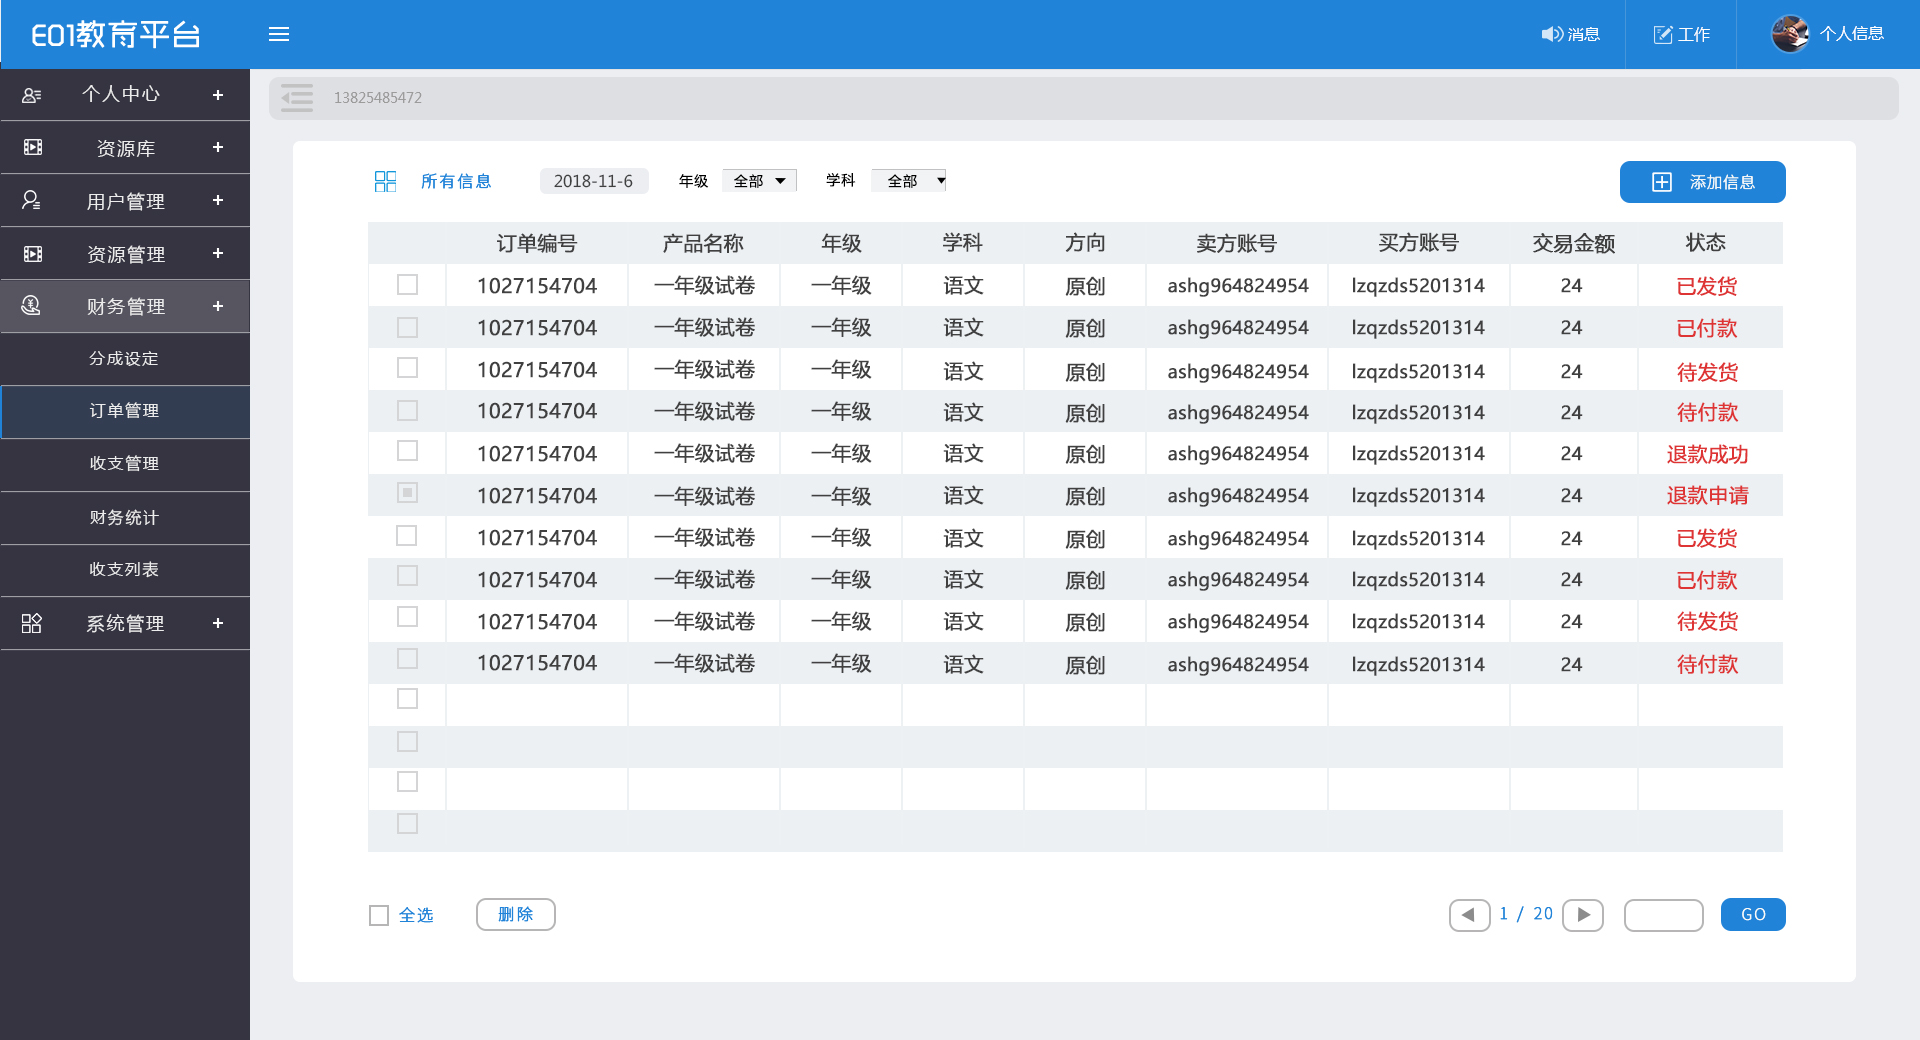 E01教育平台
消息
工作
个人信息
13825485472
个人中心 +
资源库 +
用户管理 +
资源管理 +
财务管理 +
分成设定
订单管理
收支管理
财务统计
收支列表
系统管理 +
所有信息 2018-11-6 年级 全部 学科 全部 添加信息
订单编号 产品名称 年级 学科 方向 卖方账号 买方账号 交易金额 状态
1027154704 一年级试卷 一年级 语文 原创 ashg964824954 lzqzds5201314 24 已发货
1027154704 一年级试卷 一年级 语文 原创 ashg964824954 lzqzds5201314 24 已付款
1027154704 一年级试卷 一年级 语文 原创 ashg964824954 lzqzds5201314 24 待发货
1027154704 一年级试卷 一年级 语文 原创 ashg964824954 lzqzds5201314 24 待付款
1027154704 一年级试卷 一年级 语文 原创 ashg964824954 lzqzds5201314 24 退款成功
1027154704 一年级试卷 一年级 语文 原创 ashg964824954 lzqzds5201314 24 退款申请
1027154704 一年级试卷 一年级 语文 原创 ashg964824954 lzqzds5201314 24 已发货
1027154704 一年级试卷 一年级 语文 原创 ashg964824954 lzqzds5201314 24 已付款
1027154704 一年级试卷 一年级 语文 原创 ashg964824954 lzqzds5201314 24 待发货
1027154704 一年级试卷 一年级 语文 原创 ashg964824954 lzqzds5201314 24 待付款
全选 删除 1 / 20 GO